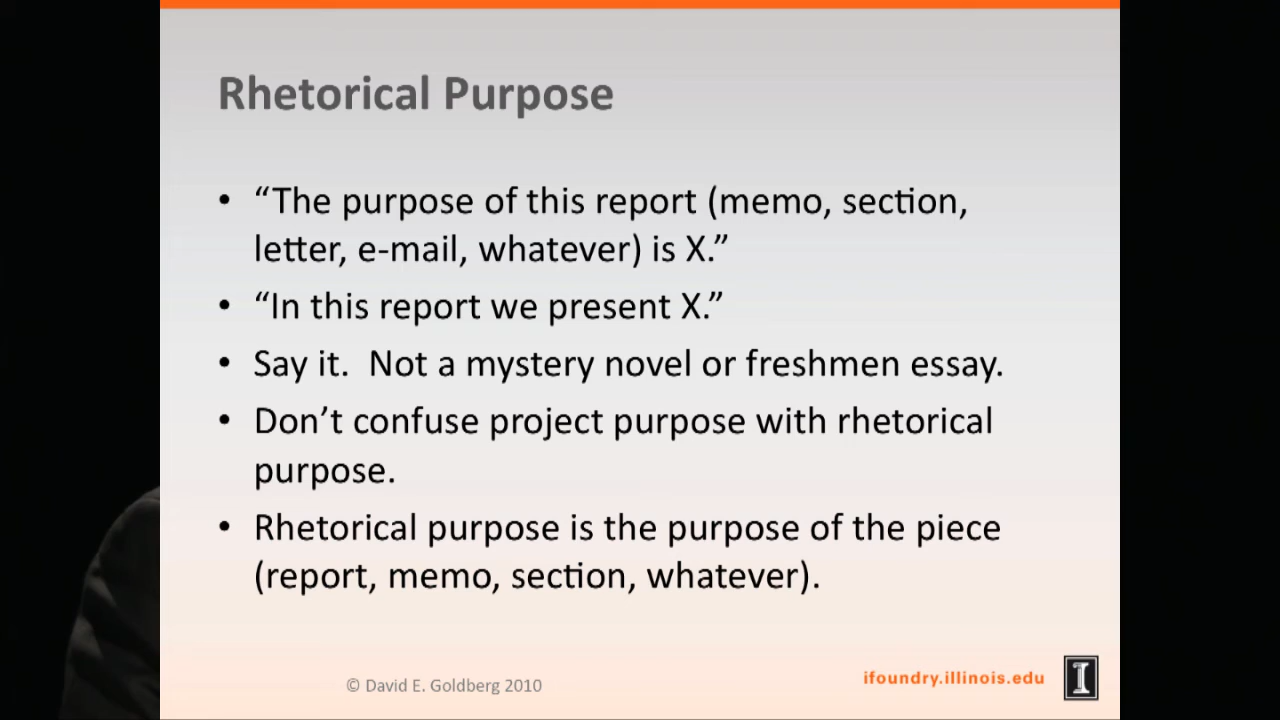 Rhetorical Purpose
• “The purpose of this report (memo, section,
letter, e-mail, whatever) is X.”
• “In this report we present X.”
• Say it.  Not a mystery novel or freshmen essay.
• Don’t confuse project purpose with rhetorical
purpose.
• Rhetorical purpose is the purpose of the piece
(report, memo, section, whatever).
© David E. Goldberg 2010
ifoundry.illinois.edu
I